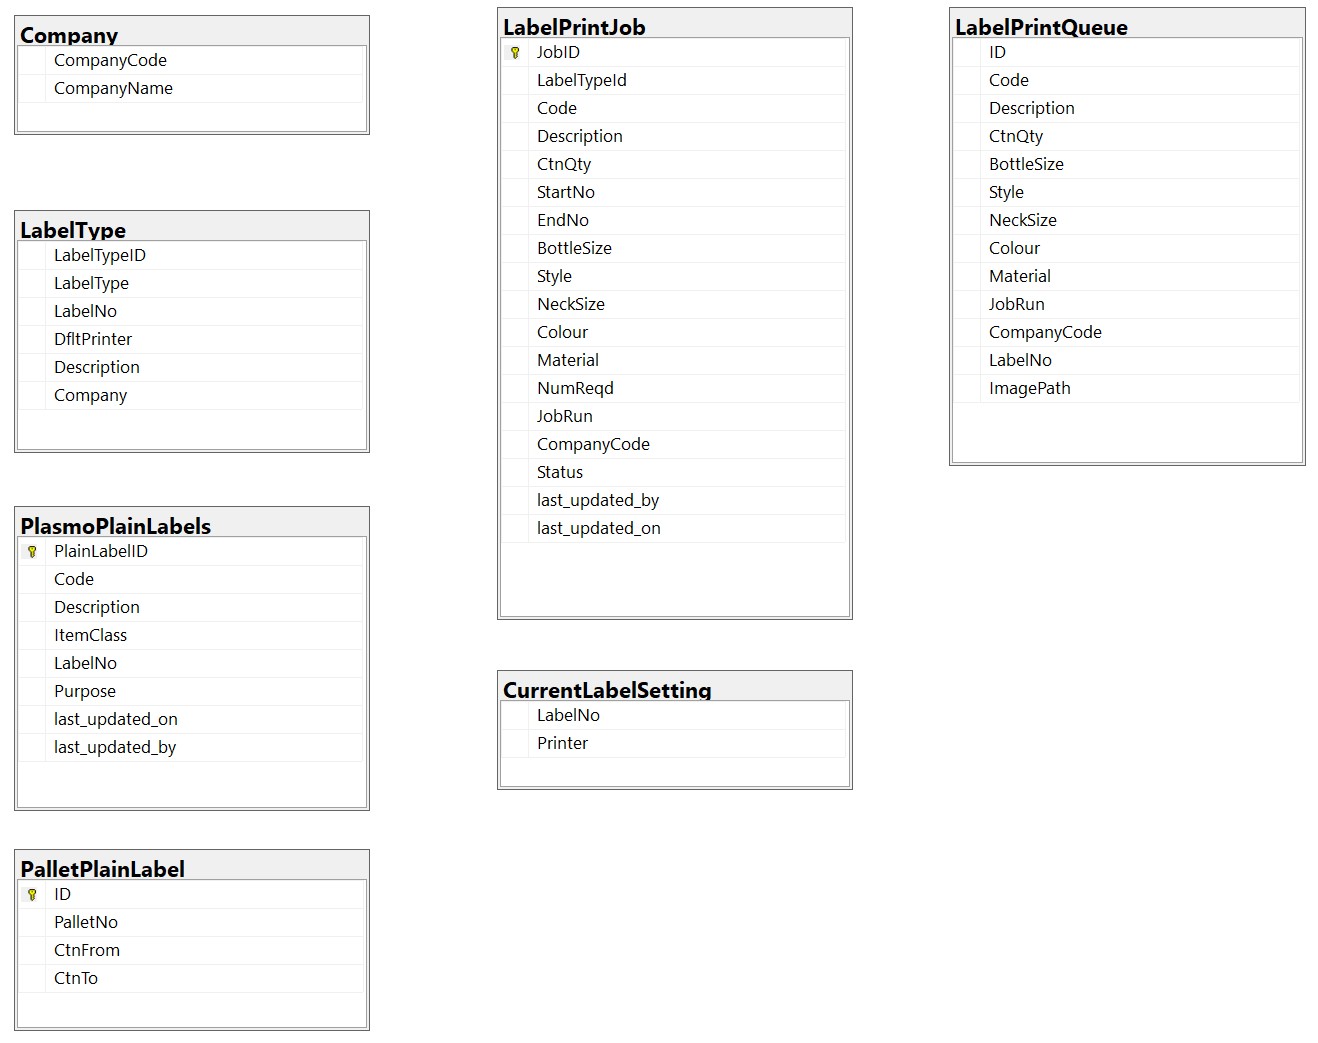 Company
CompanyCode
CompanyName
LabelType
LabelTypeID
LabelType
LabelNo
DfltPrinter
Description
Company
PlasmoPlainLabels
PlainLabelID
Code
Description
ItemClass
LabelNo
Purpose
last_updated_on
last_updated_by
PalletPlainLabel
ID
PalletNo
CtnFrom
CtnTo
LabelPrintJob
JobID
LabelTypeId
Code
Description
CtnQty
StartNo
EndNo
BottleSize
Style
NeckSize
Colour
Material
NumReqd
JobRun
CompanyCode
Status
last_updated_by
last_updated_on
CurrentLabelSetting
LabelNo
Printer
LabelPrintQueue
ID
Code
Description
CtnQty
BottleSize
Style
NeckSize
Colour
Material
JobRun
CompanyCode
LabelNo
ImagePath